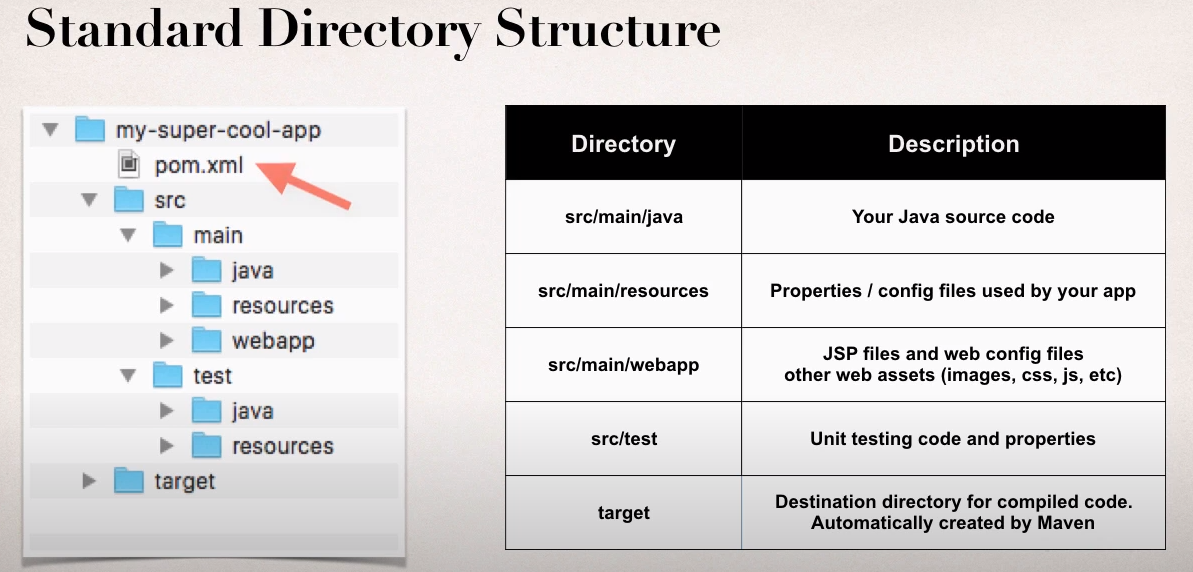 Standard Directory Structure
my-super-cool-app
pom.xml
src
main
java
resources
webapp
test
java
resources
target
Directory Description
src/main/java Your Java source code
src/main/resources Properties / config files used by your app
src/main/webapp JSP files and web config files
other web assets (images, css, js, etc)
src/test Unit testing code and properties
target Destination directory for compiled code.
Automatically created by Maven